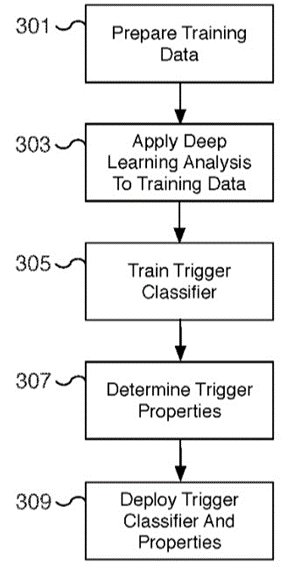 301
Prepare Training
Data
303
Apply Deep
Learning Analysis
To Training Data
305
Train Trigger
Classifier
307
Determine Trigger
Properties
309
Deploy Trigger
Classifier And
Properties